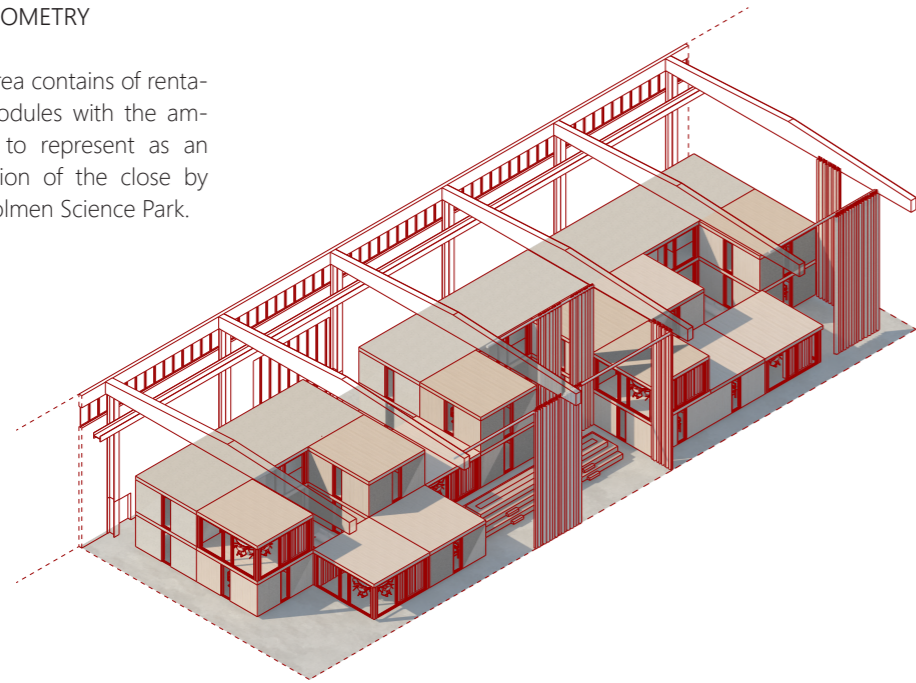 OMETRY
rea contains of renta-
odules with the am-
to represent as an
tion of the close by
olmen Science Park.